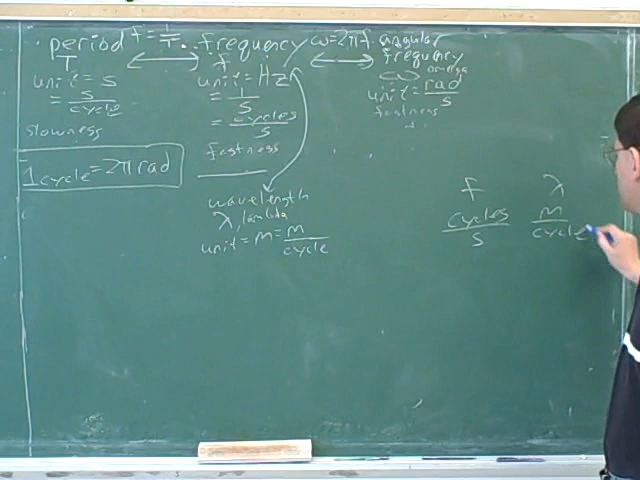 period
T
unit = s
= s/cycle
slowness
1 cycle = 2π rad
f = 1/T
frequency
f
unit = Hz
= 1/s
= cycles/s
fastness
wavelength
λ, lambda
unit = m = m/cycle
ω = 2πf
angular
frequency
ω omega
unit = rad/s
fastness
f λ
cycles/s m/cycle